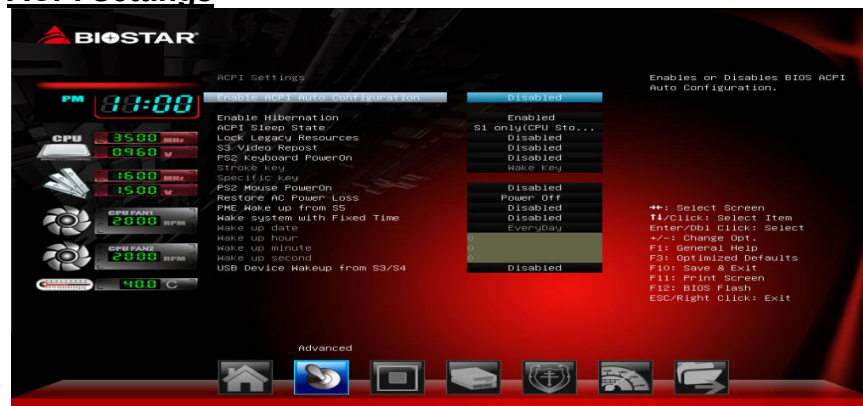 BIOSTAR
ACPI Settings
Enables or Disables BIOS ACPI
Auto Configuration.
Enable ACPI Auto Configuration Disabled
PM 11:00
Enable Hibernation Enabled
ACPI Sleep State S1 only(CPU Sto...
Lock Legacy Resources Disabled
S3 Video Repost Disabled
PS2 Keyboard PowerOn Disabled
Stroke key Wake Key
Specific key
PS2 Mouse PowerOn Disabled
Restore AC Power Loss Power Off
PME Wake up from S5 Disabled
Wake system with Fixed Time Disabled
Wake up date EveryDay
Wake up hour 0
Wake up minute 0
Wake up second 0
USB Device Wakeup from S3/S4 Disabled
CPU 3500 MHz
0.960 V
1600 MHz
1.500 V
CPU FAN1
2000 RPM
CPU FAN2
2000 RPM
40.0 C
→←: Select Screen
↑↓/Click: Select Item
Enter/Dbl Click: Select
+/-: Change Opt.
F1: General Help
F3: Optimized Defaults
F10: Save & Exit
F11: Print Screen
F12: BIOS Flash
ESC/Right Click: Exit
Advanced